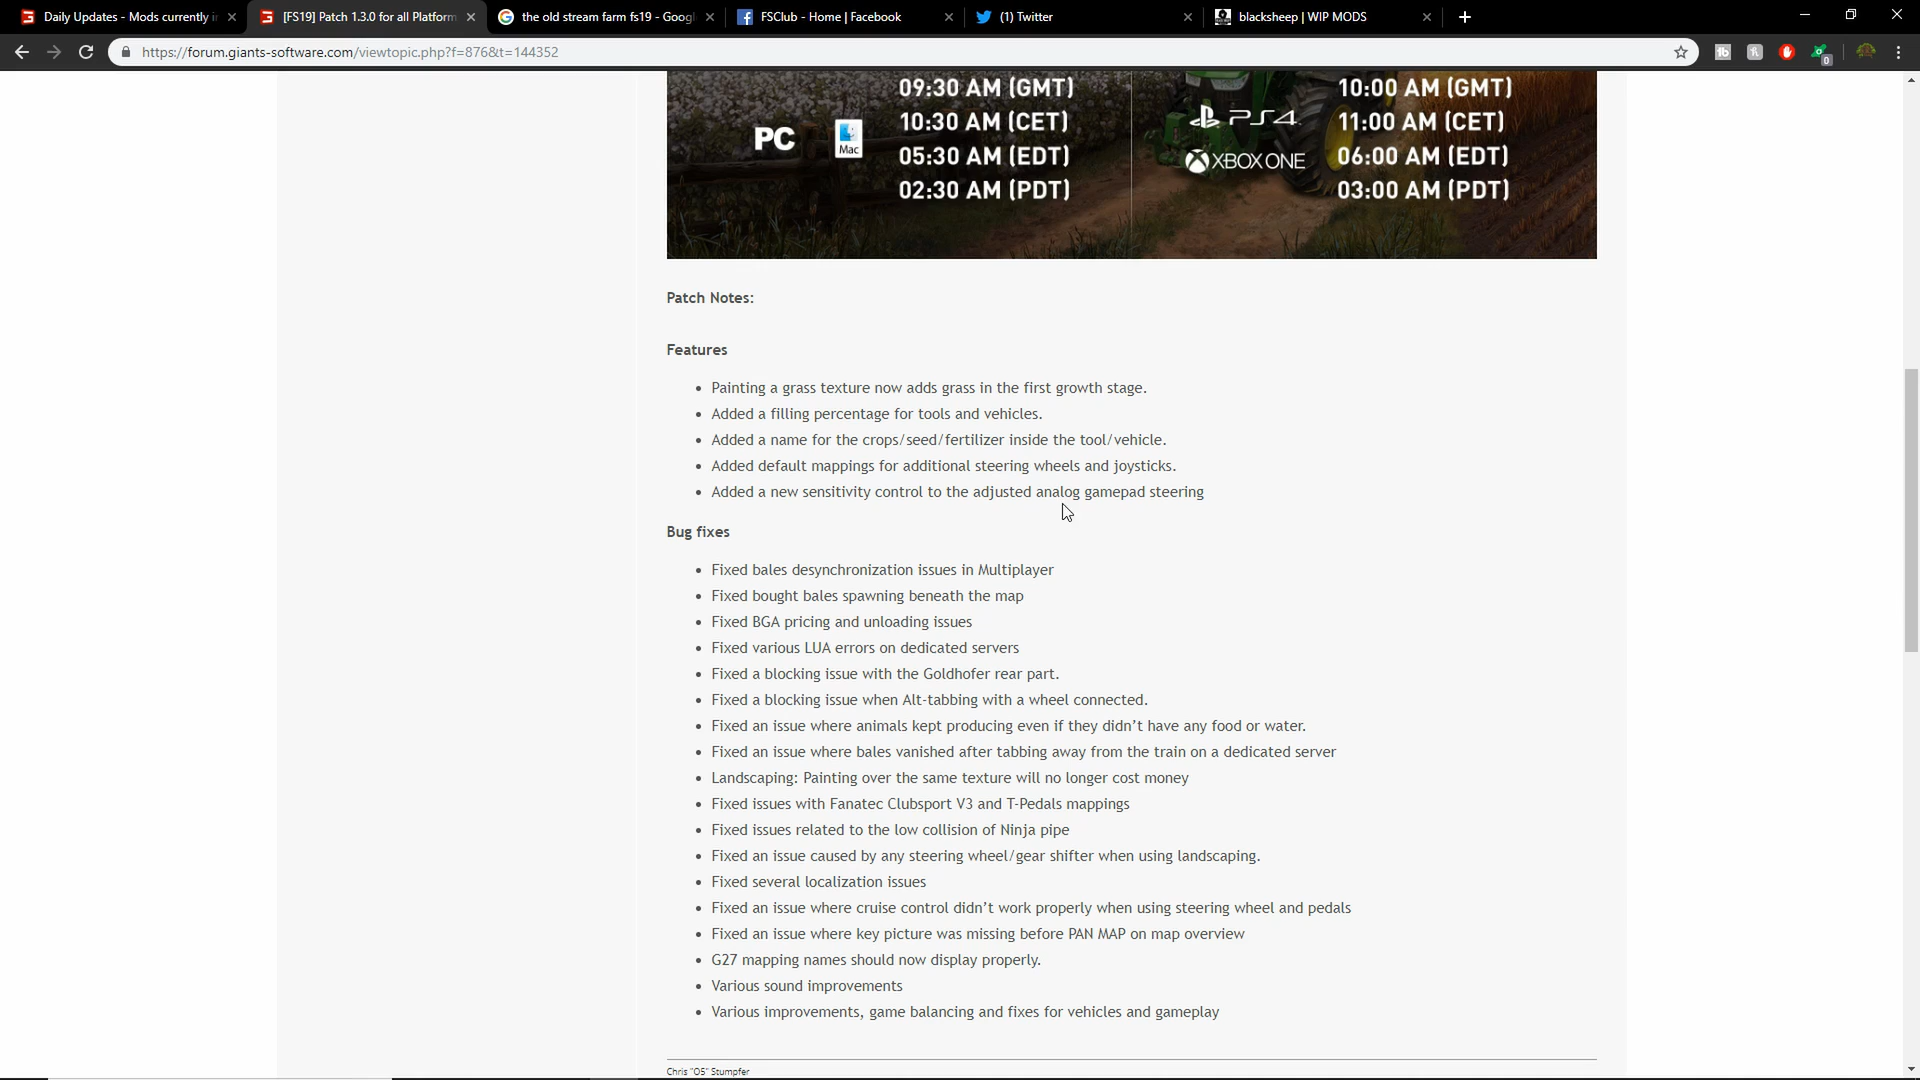 Daily Updates - Mods currently i
[FS19] Patch 1.3.0 for all Platform
the old stream farm fs19 - Googl
FSClub - Home | Facebook
(1) Twitter
blacksheep | WIP MODS
https://forum.giants-software.com/viewtopic.php?f=876&t=144352
0
PC
Mac
09:30 AM (GMT)
10:30 AM (CET)
05:30 AM (EDT)
02:30 AM (PDT)
PS4
XBOX ONE
10:00 AM (GMT)
11:00 AM (CET)
06:00 AM (EDT)
03:00 AM (PDT)
Patch Notes:
Features
• Painting a grass texture now adds grass in the first growth stage.
• Added a filling percentage for tools and vehicles.
• Added a name for the crops/seed/fertilizer inside the tool/vehicle.
• Added default mappings for additional steering wheels and joysticks.
• Added a new sensitivity control to the adjusted analog gamepad steering
Bug fixes
• Fixed bales desynchronization issues in Multiplayer
• Fixed bought bales spawning beneath the map
• Fixed BGA pricing and unloading issues
• Fixed various LUA errors on dedicated servers
• Fixed a blocking issue with the Goldhofer rear part.
• Fixed a blocking issue when Alt-tabbing with a wheel connected.
• Fixed an issue where animals kept producing even if they didn’t have any food or water.
• Fixed an issue where bales vanished after tabbing away from the train on a dedicated server
• Landscaping: Painting over the same texture will no longer cost money
• Fixed issues with Fanatec Clubsport V3 and T-Pedals mappings
• Fixed issues related to the low collision of Ninja pipe
• Fixed an issue caused by any steering wheel/gear shifter when using landscaping.
• Fixed several localization issues
• Fixed an issue where cruise control didn’t work properly when using steering wheel and pedals
• Fixed an issue where key picture was missing before PAN MAP on map overview
• G27 mapping names should now display properly.
• Various sound improvements
• Various improvements, game balancing and fixes for vehicles and gameplay
Chris "O5" Stumpfer